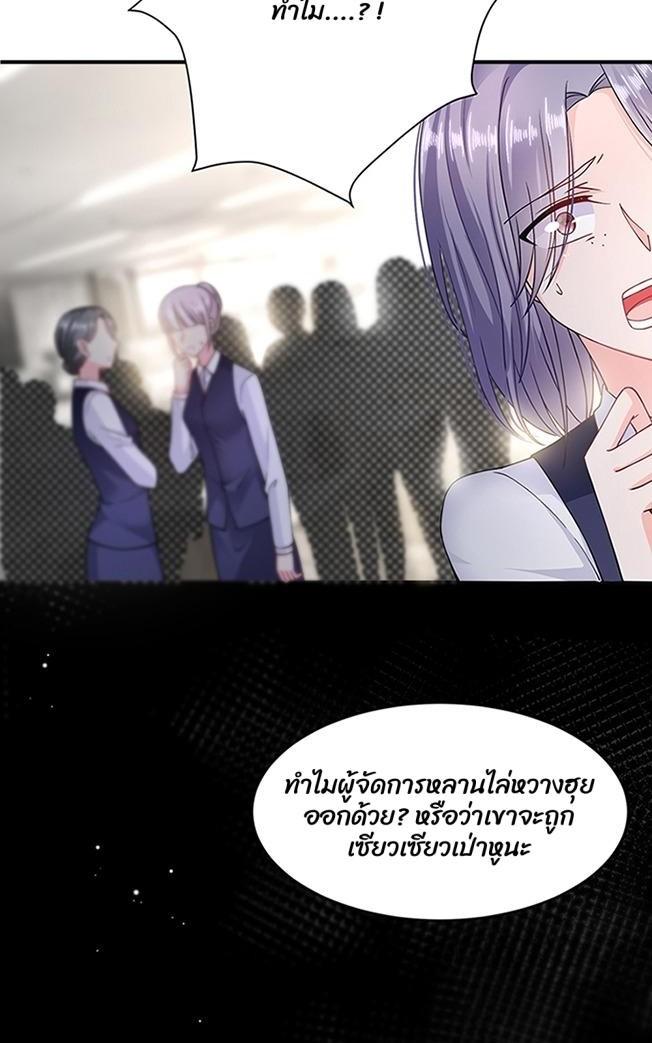 ทำไม....?!
ทำไมผู้จัดการหลานไล่หวางฮุย
ออกด้วย? หรือว่าเขาจะถูก
เซียวเซียวเป่าหูนะ